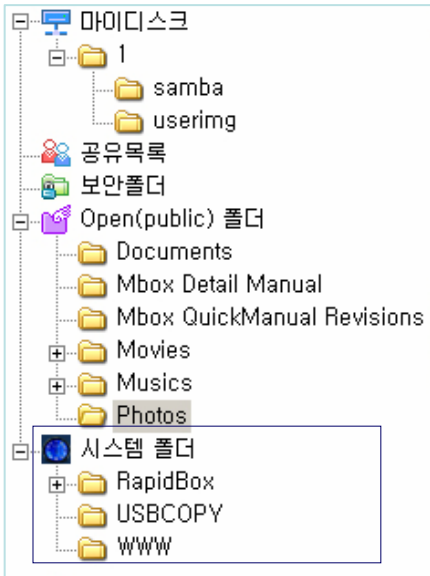 마이디스크
1
samba
userimg
공유목록
보안폴더
Open(public) 폴더
Documents
Mbox Detail Manual
Mbox QuickManual Revisions
Movies
Musics
Photos
시스템 폴더
RapidBox
USBCOPY
WWW